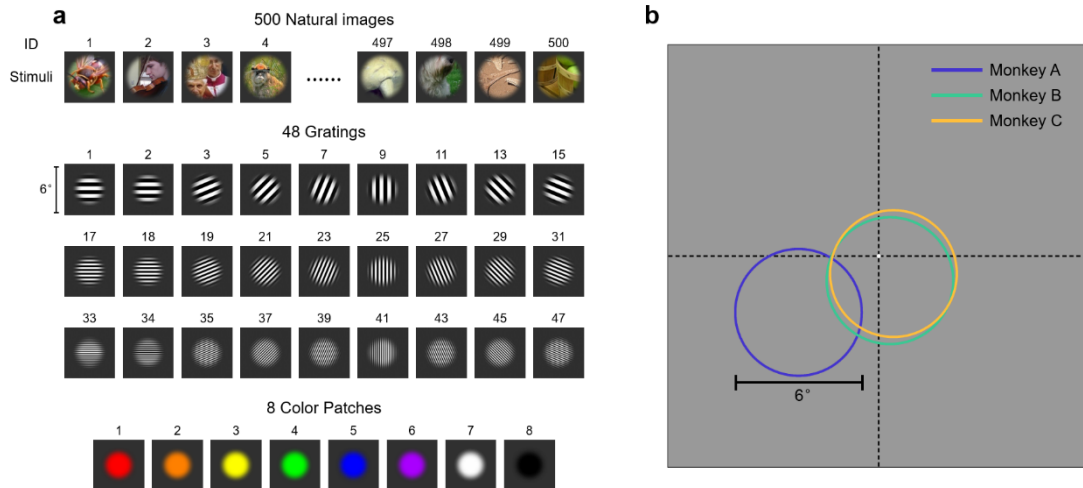 a
500 Natural images
ID 1 2 3 4 497 498 499 500
Stimuli ......
48 Gratings
1 2 3 5 7 9 11 13 15
6°
17 18 19 21 23 25 27 29 31
33 34 35 37 39 41 43 45 47
8 Color Patches
1 2 3 4 5 6 7 8
b
Monkey A
Monkey B
Monkey C
6°